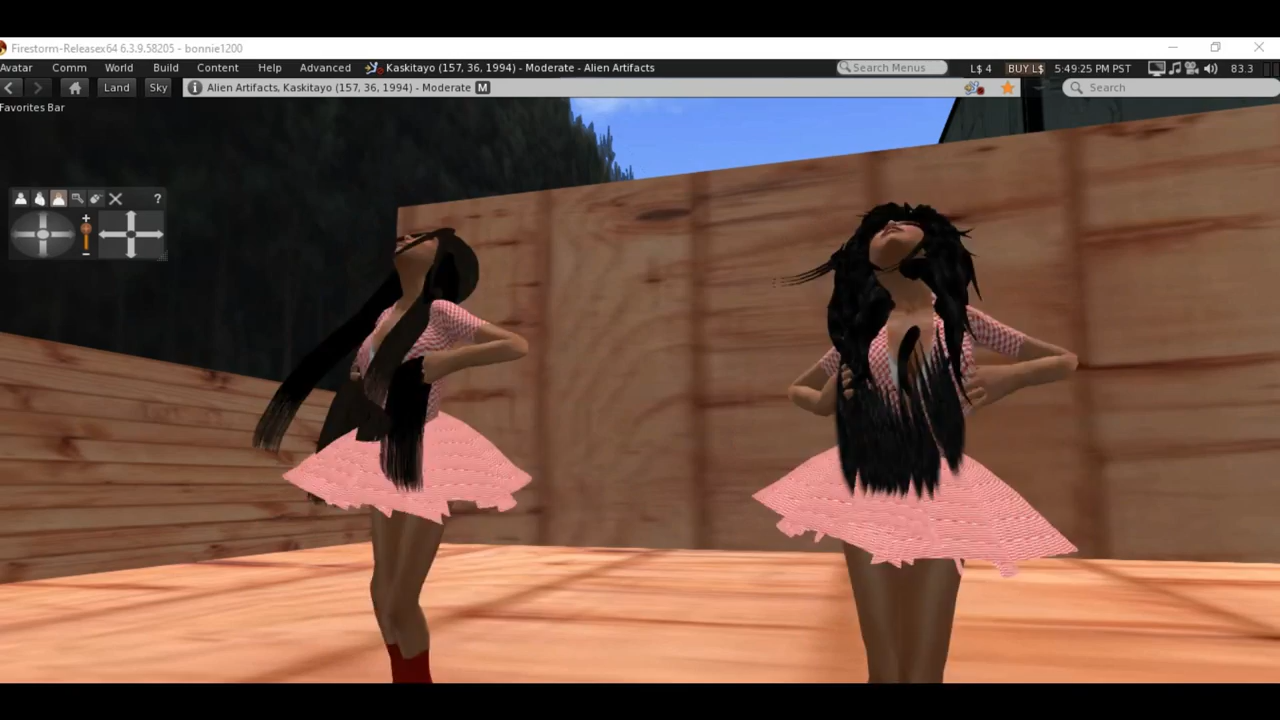 Firestorm-Releasex64 6.3.9.58205 - bonnie1200
Avatar Comm World Build Content Help Advanced Kaskitayo (157, 36, 1994) - Moderate - Alien Artifacts Search Menus L$ 4 BUY L$ 5:49:25 PM PST 83.3
Land Sky Alien Artifacts, Kaskitayo (157, 36, 1994) - Moderate M Search
Favorites Bar
?